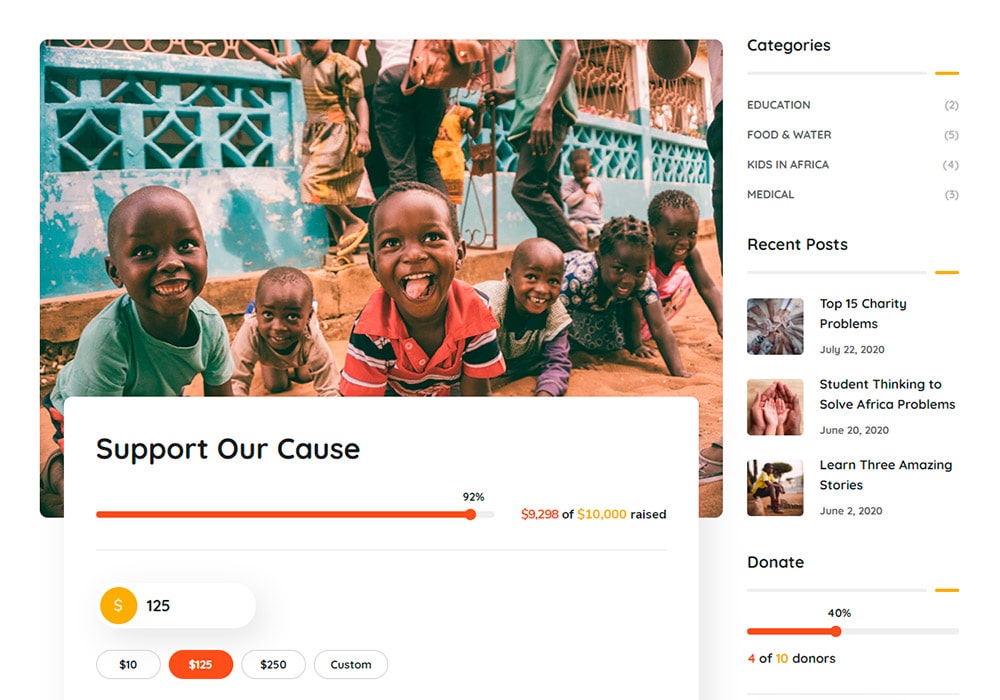 Support Our Cause
92%
$9,298 of $10,000 raised
$ 125
$10 $125 $250 Custom
Categories
EDUCATION (2)
FOOD & WATER (5)
KIDS IN AFRICA (4)
MEDICAL (3)
Recent Posts
Top 15 Charity
Problems
July 22, 2020
Student Thinking to
Solve Africa Problems
June 20, 2020
Learn Three Amazing
Stories
June 2, 2020
Donate
40%
4 of 10 donors